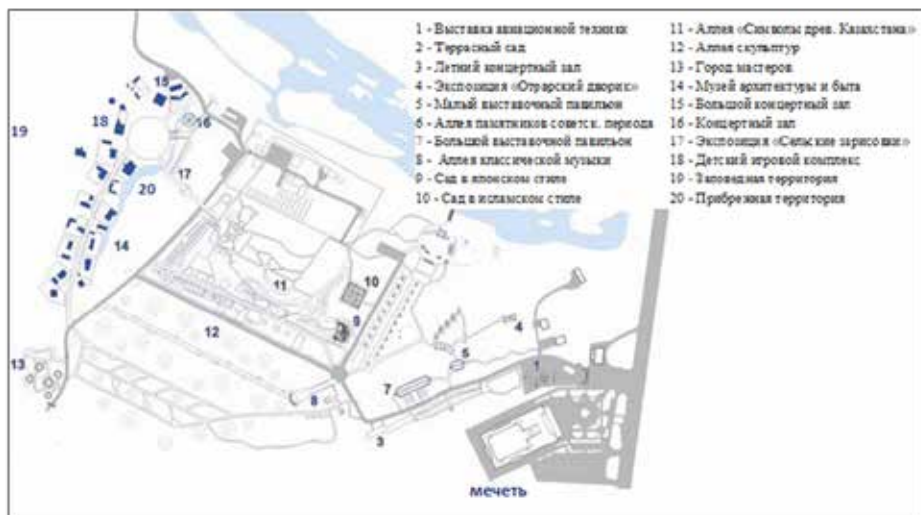 1 - Выставка авиационной техники
2 - Террасный сад
3 - Летний концертный зал
4 - Экспозиция «Отрарский дворик»
5 - Малый выставочный павильон
6 - Аллея памятников советск. периода
7 - Большой выставочной павильон
8 - Аллея классической музыки
9 - Сад в японском стиле
10 - Сад в исламском стиле
11 - Аллея «Символы древ. Казахстана»
12 - Аллея скульптур
13 - Город мастеров
14 - Музей архитектуры и быта
15 - Большой концертный зал
16 - Концертный зал
17 - Экспозиция «Сельские зарисовки»
18 - Детский игровой комплекс
19 - Заповедная территория
20 - Прибрежная территория
15
18
16
19
17
20
14
11
10
9
12
4
5
1
13
7
8
3
мечеть